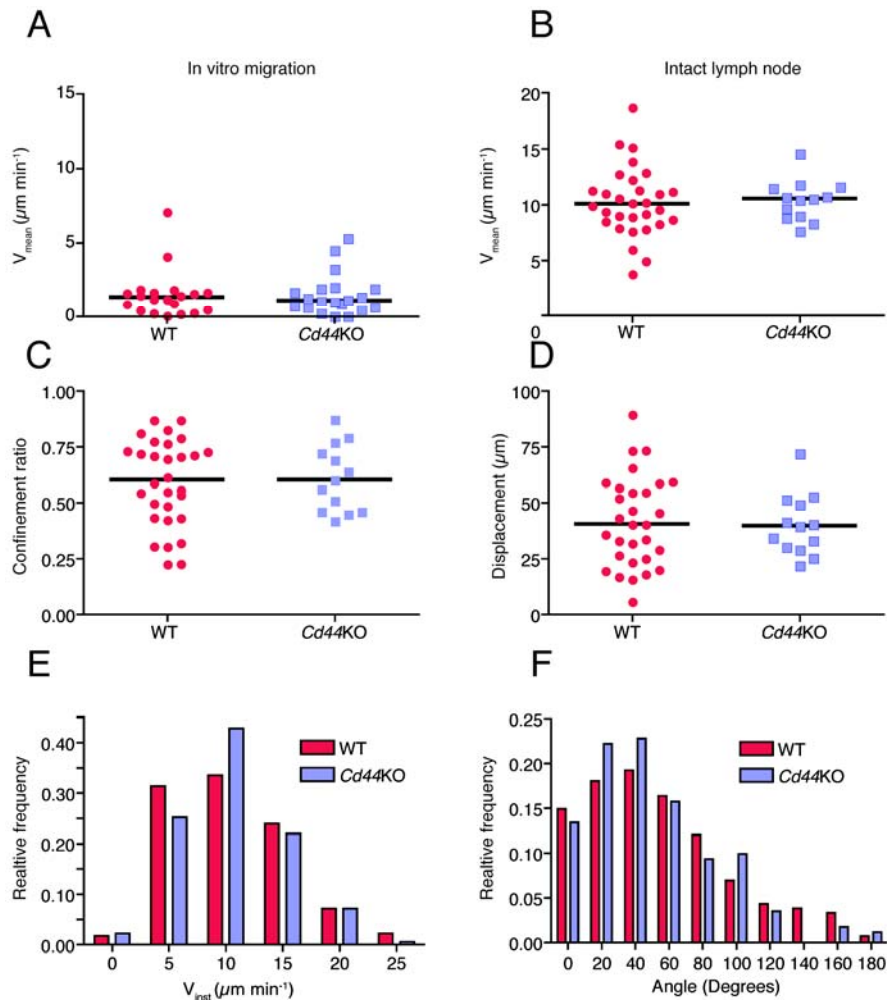 A
B
In vitro migration
Intact lymph node
15
10
5
0
V_mean (µm min⁻¹)
WT
Cd44KO
20
15
10
5
0
V_mean (µm min⁻¹)
WT
Cd44KO
C
D
1.00
0.75
0.50
0.25
0.00
Confinement ratio
WT
Cd44KO
100
75
50
25
0
Displacement (µm)
WT
Cd44KO
E
F
0.40
0.30
0.20
0.10
0.00
Realtive frequency
WT
Cd44KO
0 5 10 15 20 25
V_inst (µm min⁻¹)
0.25
0.20
0.15
0.10
0.05
0.00
Realtive frequency
WT
Cd44KO
0 20 40 60 80 100 120 140 160 180
Angle (Degrees)